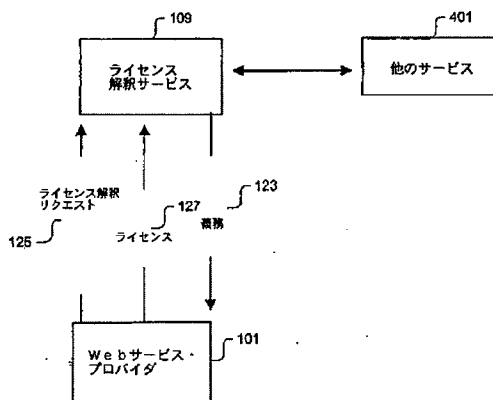 109
401
ライセンス
解釈サービス
他のサービス
ライセンス解釈
リクエスト
125
127
ライセンス
123
義務
Ｗｅｂサービス・
プロバイダ
101